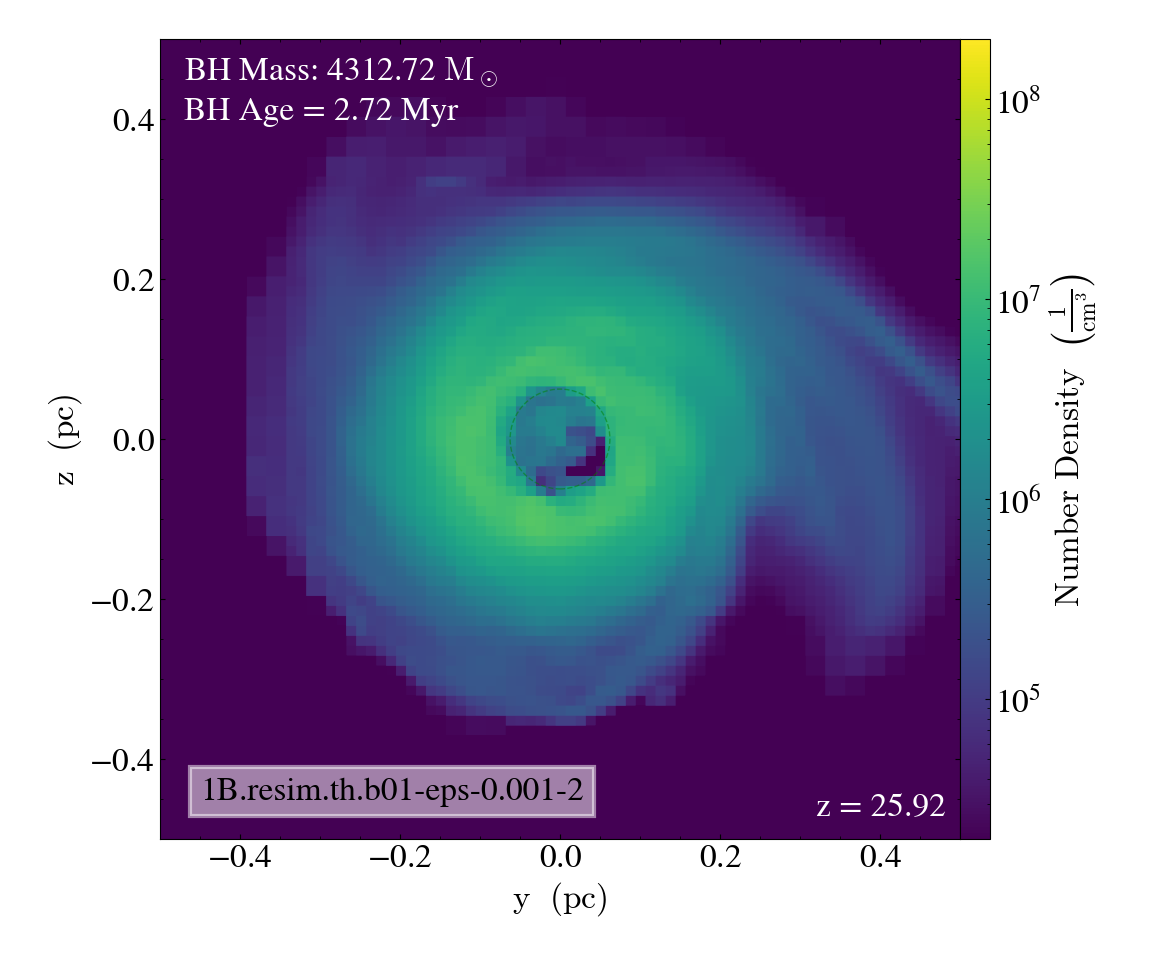 BH Mass: 4312.72 M⊙
BH Age = 2.72 Myr
0.4
0.2
0.0
−0.2
−0.4
z (pc)
1B.resim.th.b01-eps-0.001-2
z = 25.92
−0.4 −0.2 0.0 0.2 0.4
y (pc)
10⁸
10⁷
10⁶
10⁵
Number Density (1/cm³)